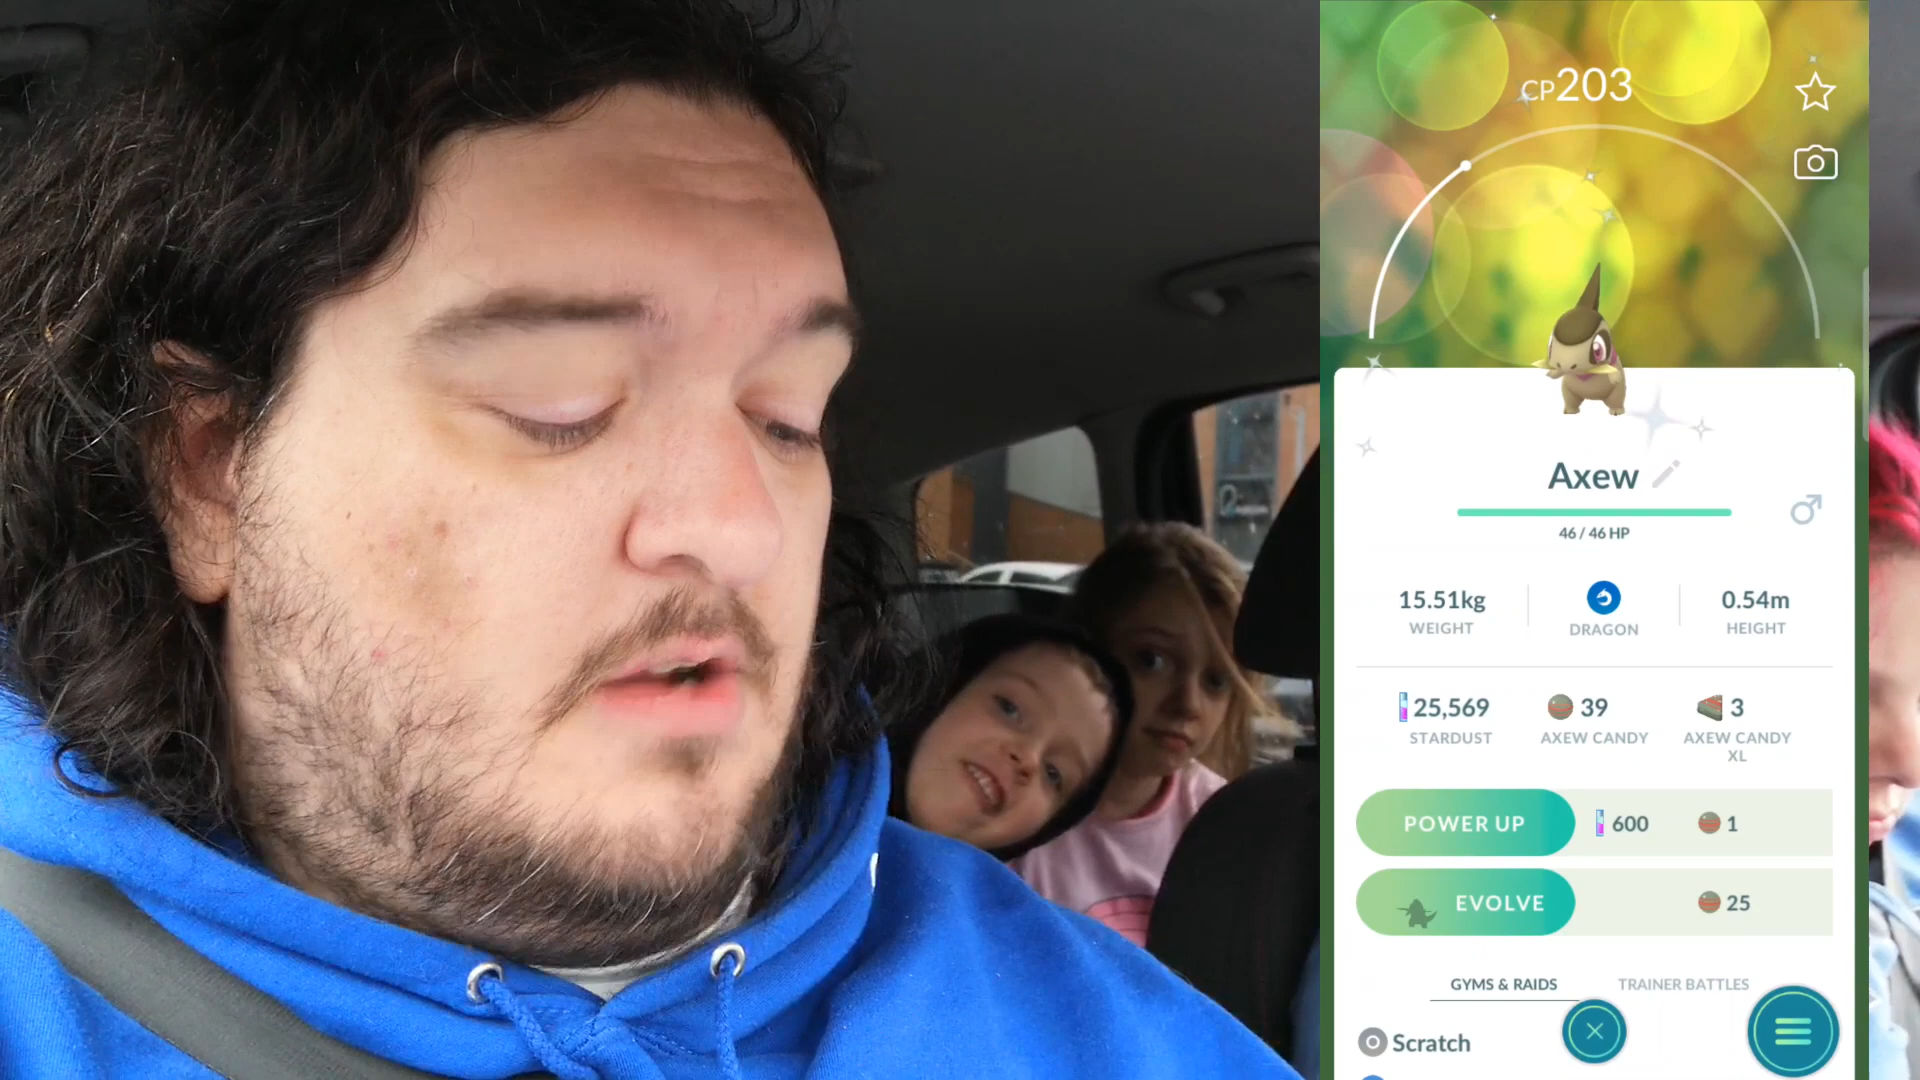 CP203
Axew
46 / 46 HP
15.51kg
WEIGHT
DRAGON
0.54m
HEIGHT
25,569
STARDUST
39
AXEW CANDY
3
AXEW CANDY
XL
POWER UP
600
1
EVOLVE
25
GYMS & RAIDS
TRAINER BATTLES
Scratch